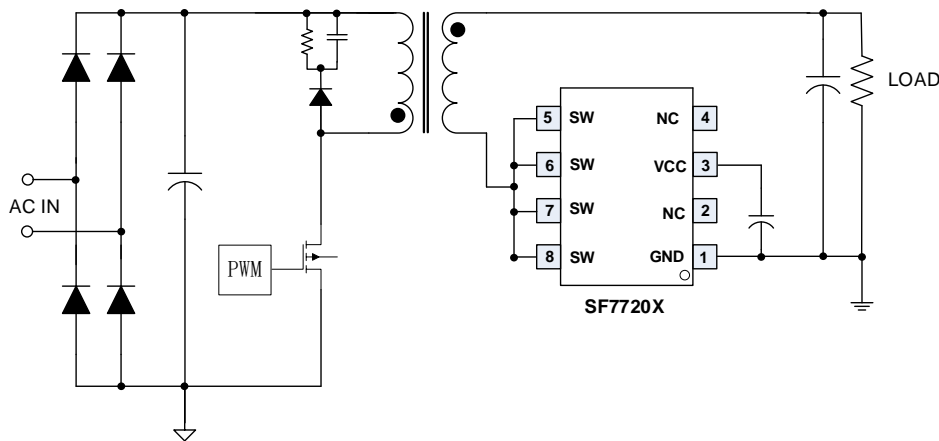 AC IN
PWM
5 SW NC 4
6 SW VCC 3
7 SW NC 2
8 SW GND 1
SF7720X
LOAD